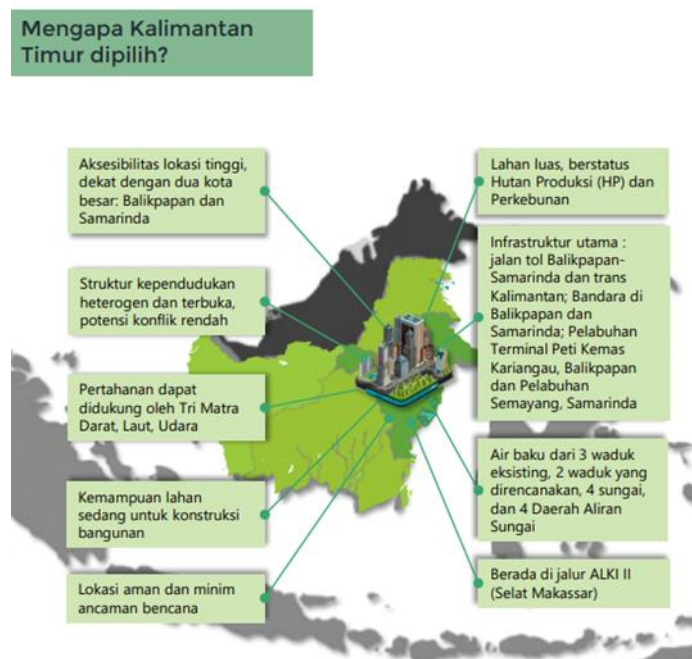 Mengapa Kalimantan
Timur dipilih?
Aksesibilitas lokasi tinggi,
dekat dengan dua kota
besar: Balikpapan dan
Samarinda
Struktur kependudukan
heterogen dan terbuka,
potensi konflik rendah
Pertahanan dapat
didukung oleh Tri Matra
Darat, Laut, Udara
Kemampuan lahan
sedang untuk konstruksi
bangunan
Lokasi aman dan minim
ancaman bencana
Lahan luas, berstatus
Hutan Produksi (HP) dan
Perkebunan
Infrastruktur utama :
jalan tol Balikpapan-
Samarinda dan trans
Kalimantan; Bandara di
Balikpapan dan
Samarinda; Pelabuhan
Terminal Peti Kemas
Kariangau, Balikpapan
dan Pelabuhan
Semayang, Samarinda
Air baku dari 3 waduk
eksisting, 2 waduk yang
direncanakan, 4 sungai,
dan 4 Daerah Aliran
Sungai
Berada di jalur ALKI II
(Selat Makassar)